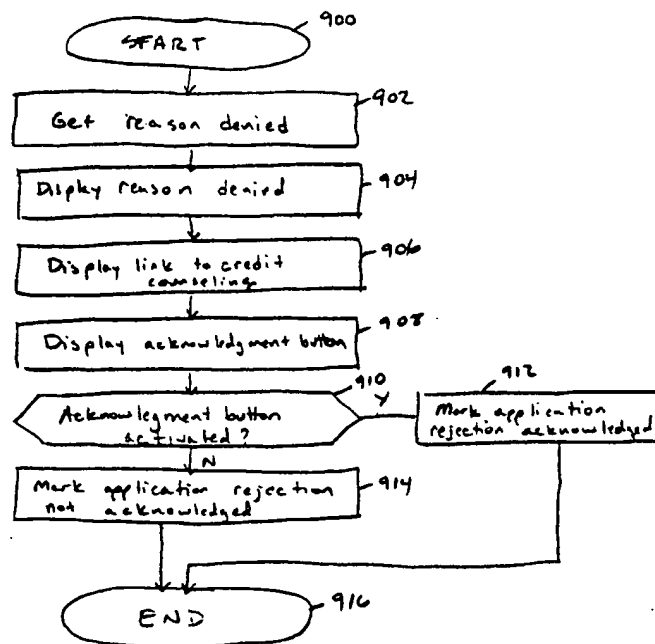 START
900
902
Get reason denied
904
Display reason denied
906
Display link to credit
counseling
908
Display acknowledgment button
910
Acknowlegment button
activated?
Y
912
Mark application
rejection acknowledged
N
914
Mark application rejection
not acknowledged
END
916